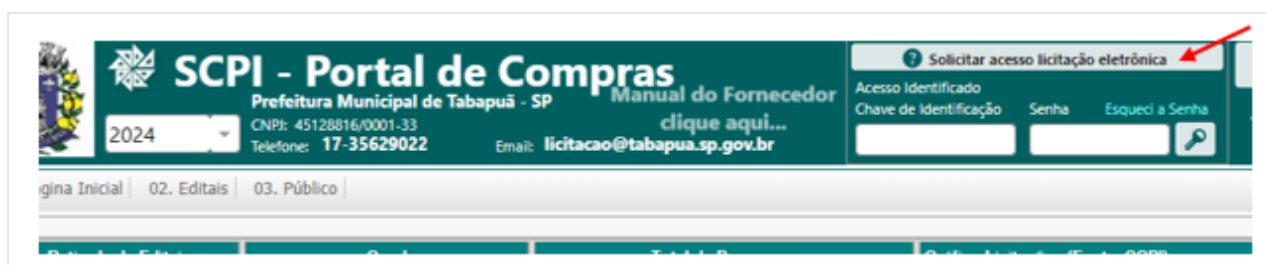 SCPI - Portal de Compras
Prefeitura Municipal de Tabapuã - SP
Manual do Fornecedor
clique aqui...
2024
CNPJ: 45128816/0001-33
Telefone: 17-35629022 Email: licitacao@tabapua.sp.gov.br
Solicitar acesso licitação eletrônica
Acesso Identificado
Chave de Identificação Senha Esqueci a Senha
Inicial 02. Editais 03. Público